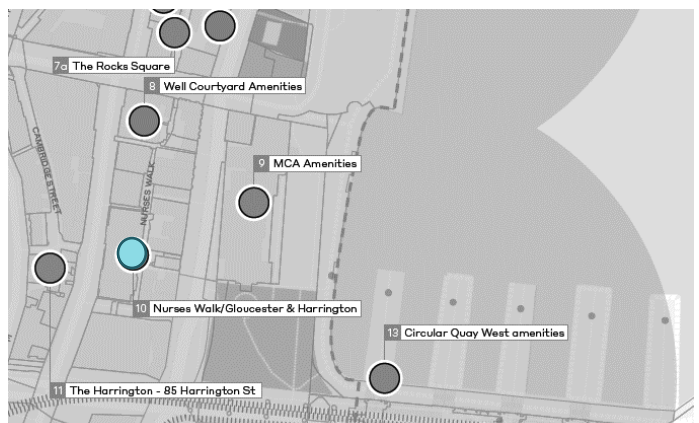 7a The Rocks Square
8 Well Courtyard Amenities
CAMBRIDGE STREET
NURSES WALK
9 MCA Amenities
10 Nurses Walk/Gloucester & Harrington
13 Circular Quay West amenities
11 The Harrington - 85 Harrington St